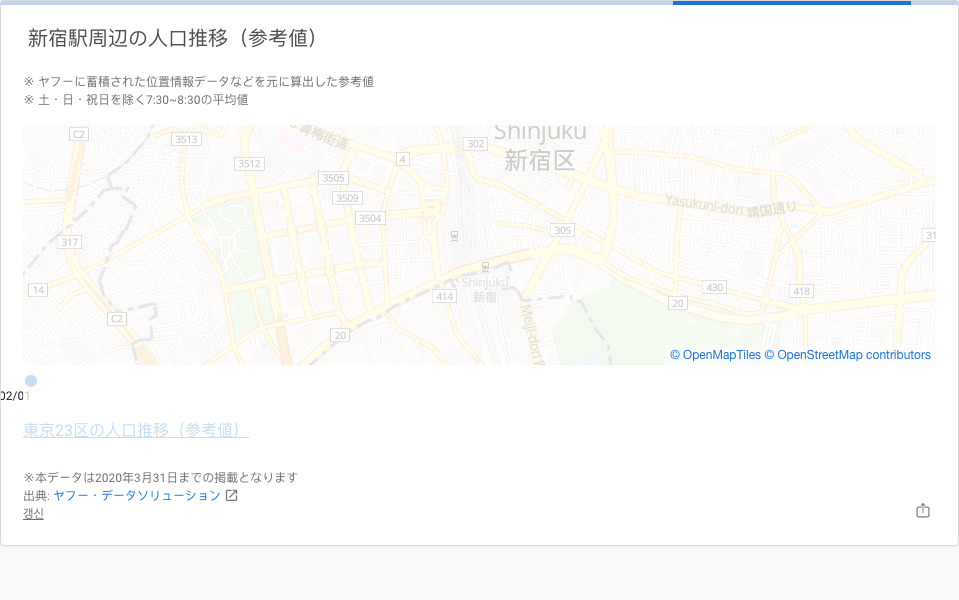 新宿駅周辺の人口推移（参考値）
※ ヤフーに蓄積された位置情報データなどを元に算出した参考値
※ 土・日・祝日を除く7:30~8:30の平均値
C2
3513
青梅街道
302
Shinjuku
新宿区
3512
4
3505
3509
3504
Yasukuni-dori 靖国通り
317
305
31
14
Shinjuku
新宿
414
430
418
20
C2
20
Meiji-dori
© OpenMapTiles © OpenStreetMap contributors
02/01
東京23区の人口推移（参考値）
※本データは2020年3月31日までの掲載となります
出典: ヤフー・データソリューション
갱신